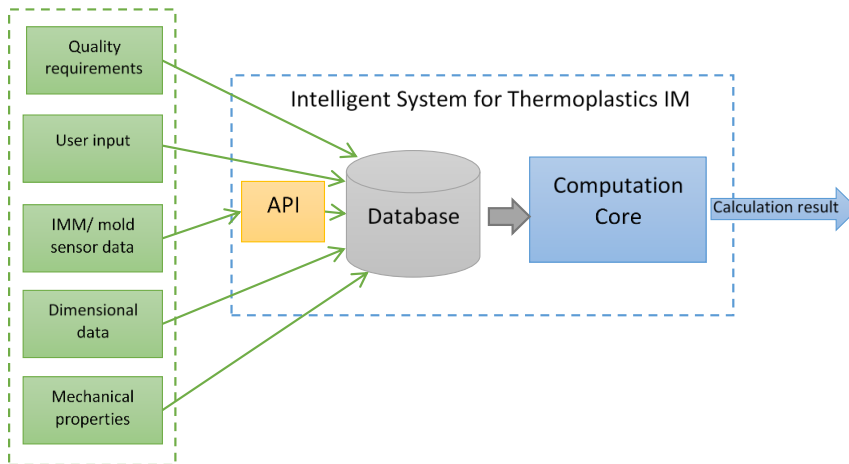 Quality
requirements
User input
IMM/ mold
sensor data
Dimensional
data
Mechanical
properties
Intelligent System for Thermoplastics IM
API
Database
Computation
Core
Calculation result